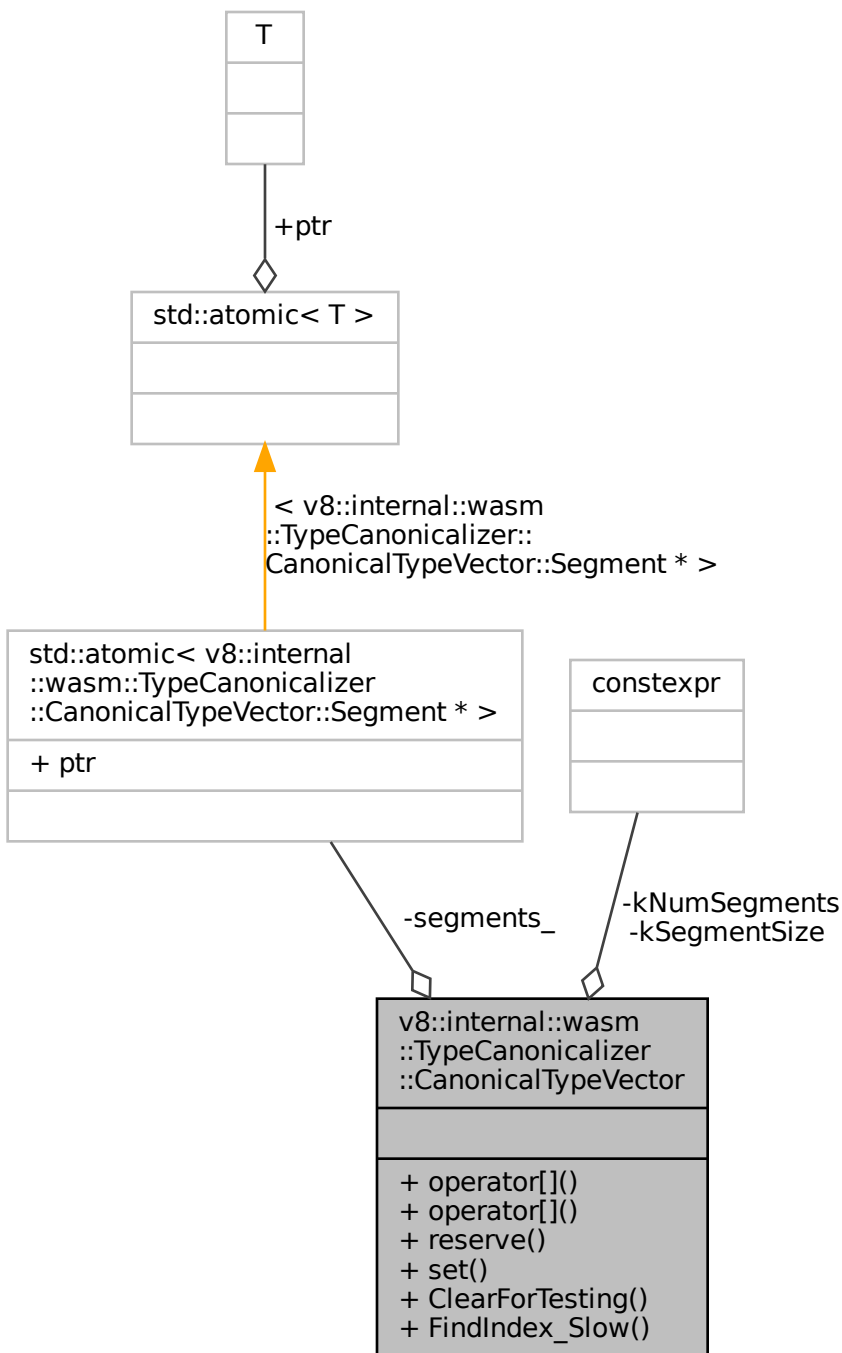 T
+ptr
std::atomic< T >
< v8::internal::wasm
::TypeCanonicalizer::
CanonicalTypeVector::Segment * >
std::atomic< v8::internal
::wasm::TypeCanonicalizer
::CanonicalTypeVector::Segment * >
+ ptr
constexpr
-segments_
-kNumSegments
-kSegmentSize
v8::internal::wasm
::TypeCanonicalizer
::CanonicalTypeVector
+ operator[]()
+ operator[]()
+ reserve()
+ set()
+ ClearForTesting()
+ FindIndex_Slow()